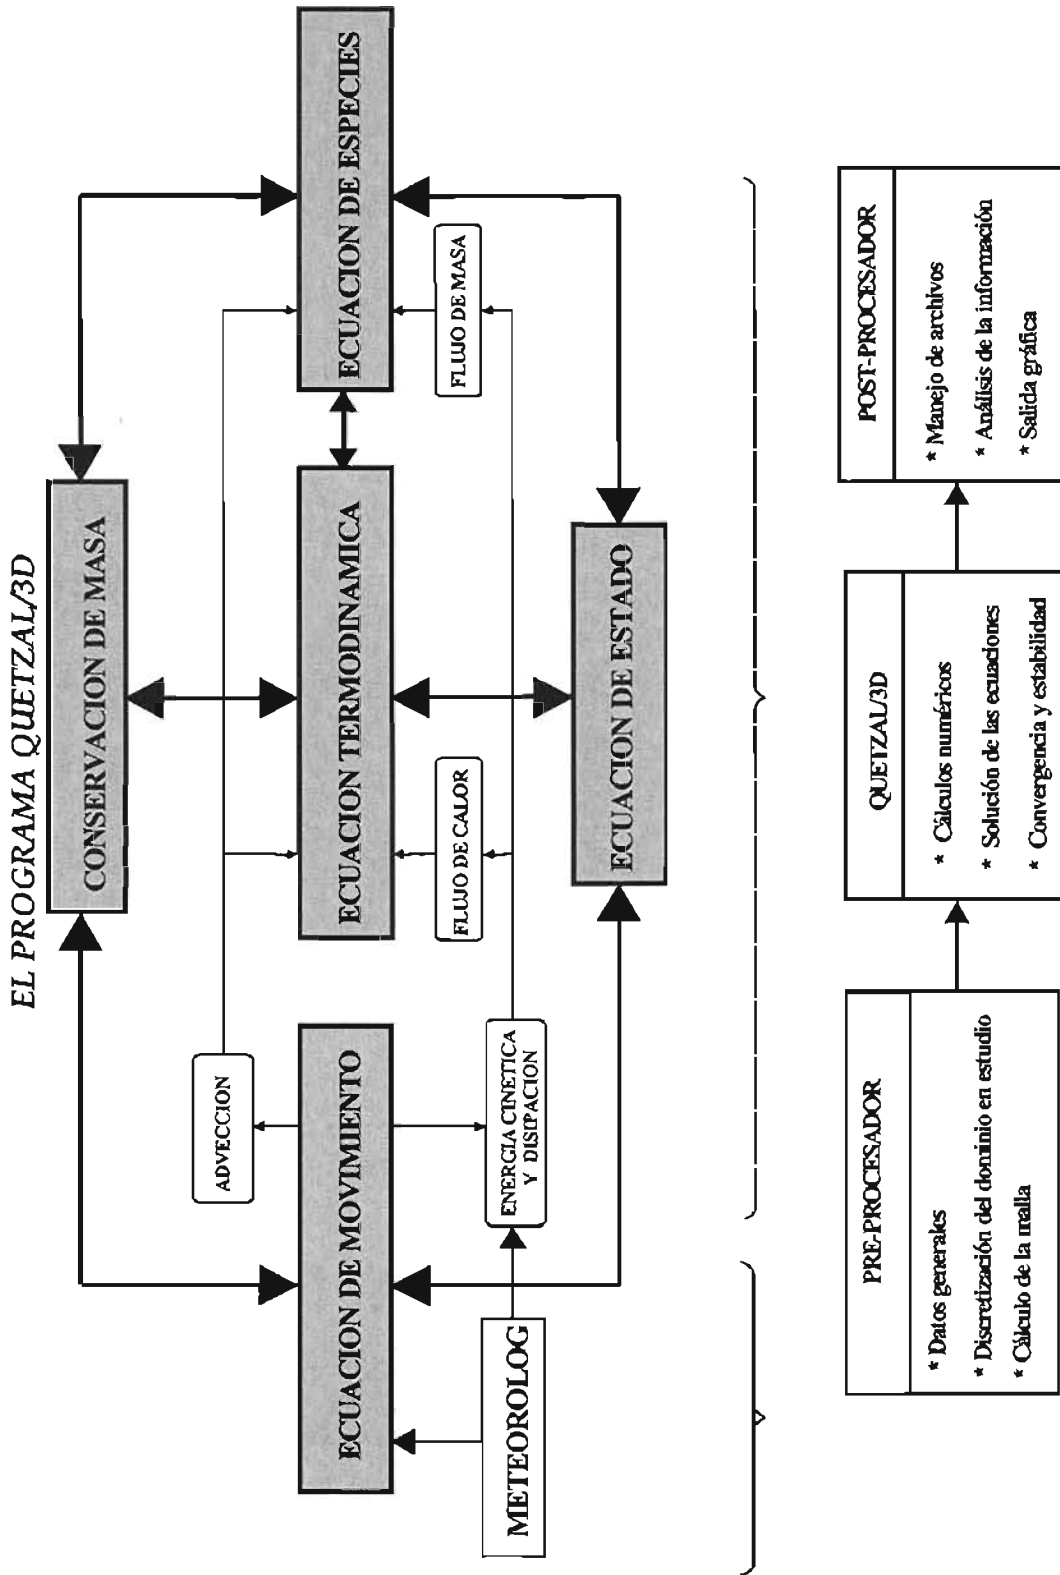 EL PROGRAMA QUETZAL/3D
CONSERVACION DE MASA
ADVECCION
ECUACION DE MOVIMIENTO
ECUACION TERMODINAMICA
ECUACION DE ESPECIES
METEOROLOG
ENERGIA CINETICA
Y DISIPACION
FLUJO DE CALOR
FLUJO DE MASA
ECUACION DE ESTADO
PRE-PROCESADOR
* Datos generales
* Discretización del dominio en estudio
* Cálculo de la malla
QUETZAL/3D
* Cálculos numéricos
* Solución de las ecuaciones
* Convergencia y estabilidad
POST-PROCESADOR
* Manejo de archivos
* Análisis de la información
* Salida gráfica